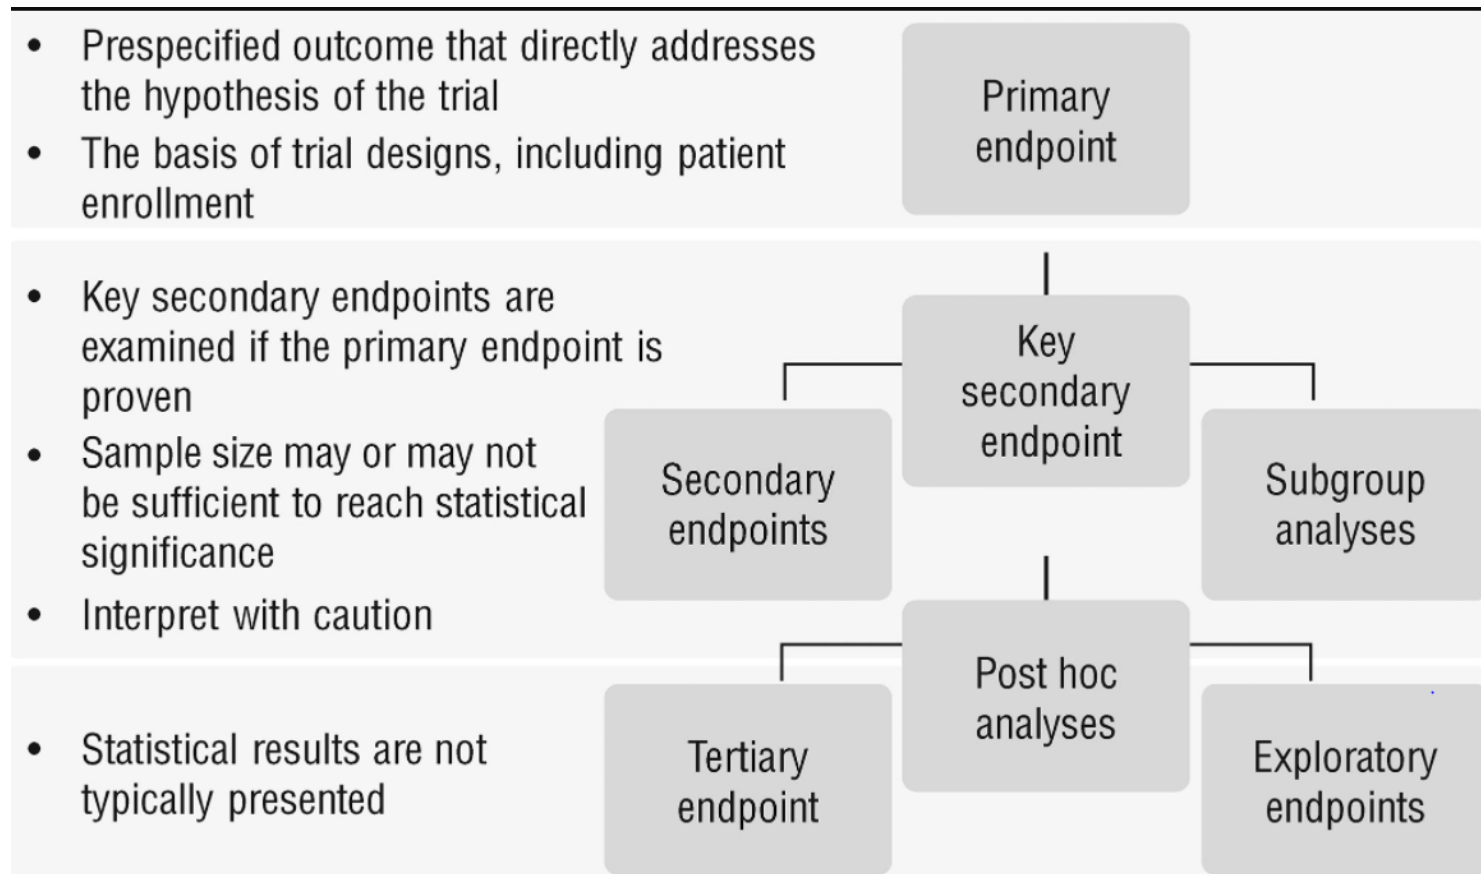 • Prespecified outcome that directly addresses
the hypothesis of the trial
• The basis of trial designs, including patient
enrollment
Primary
endpoint
• Key secondary endpoints are
examined if the primary endpoint is
proven
• Sample size may or may not
be sufficient to reach statistical
significance
• Interpret with caution
Key
secondary
endpoint
Secondary
endpoints
Subgroup
analyses
• Statistical results are not
typically presented
Post hoc
analyses
Tertiary
endpoint
Exploratory
endpoints